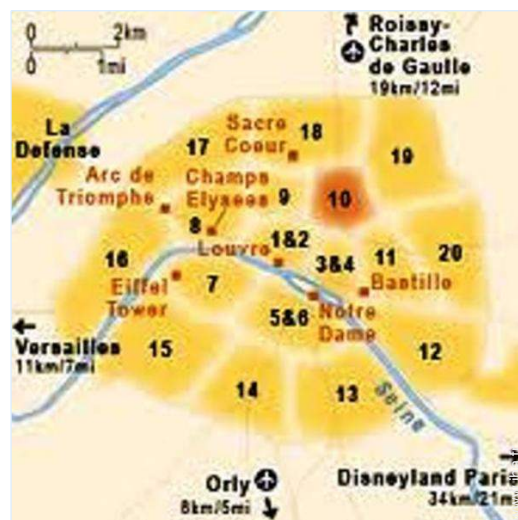 0 2km
0 1mi
Roissy-
Charles
de Gaulle
19km/12mi
La
Defense
Sacre
Coeur
18
17
19
Arc de
Triomphe
Champs
Elysees
9
10
8
1&2
Louvre
16
3&4
11
20
Eiffel
Tower
7
Bastille
5&6
Notre
Dame
Versailles
11km/7mi
15
12
14
13
Seine
Orly
8km/5mi
Disneyland Paris
34km/21mi